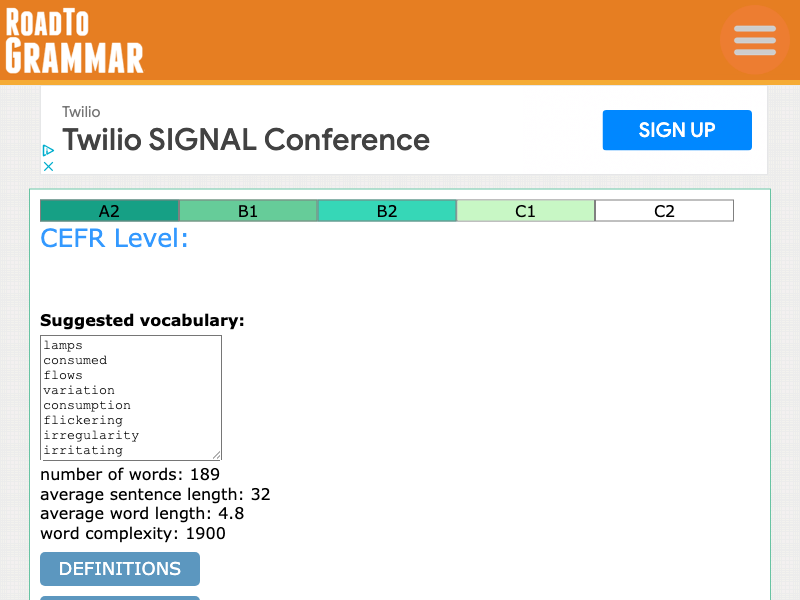 ROADTO
GRAMMAR
Twilio
Twilio SIGNAL Conference
SIGN UP
A2 B1 B2 C1 C2
CEFR Level:
Suggested vocabulary:
lamps
consumed
flows
variation
consumption
flickering
irregularity
irritating
number of words: 189
average sentence length: 32
average word length: 4.8
word complexity: 1900
DEFINITIONS